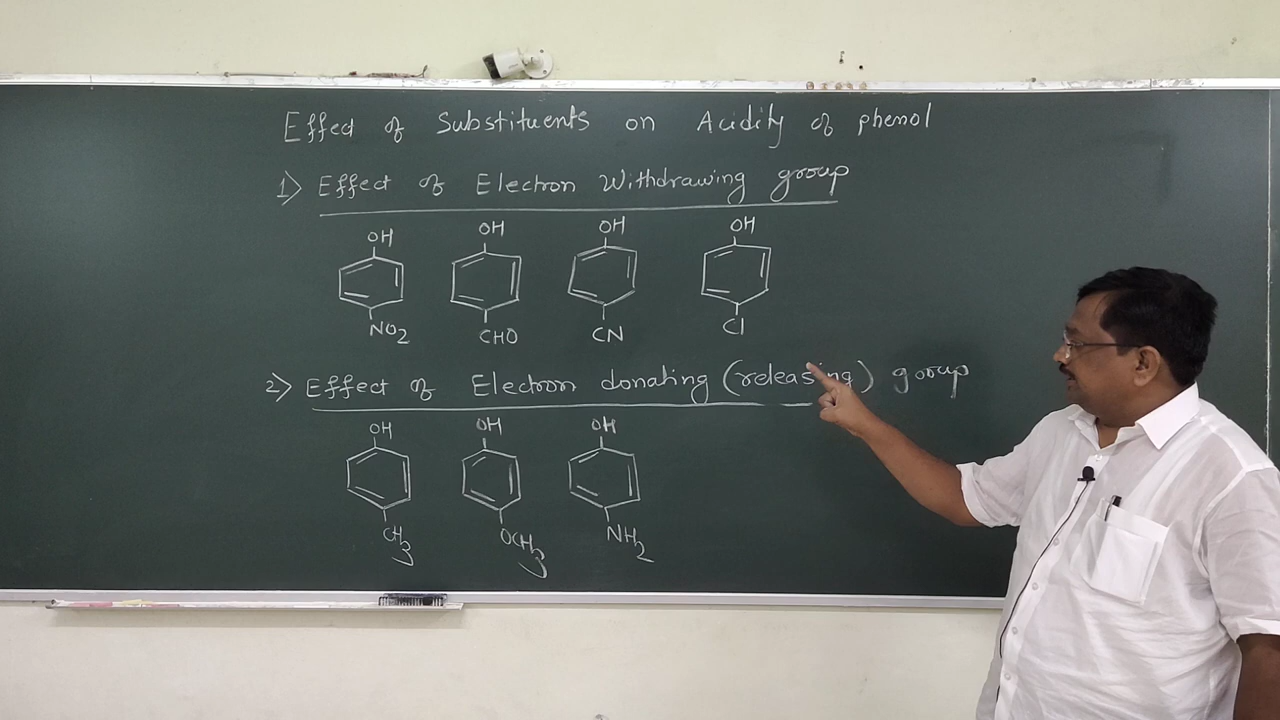 Effect of Substituents on Acidity of phenol
1) Effect of Electron Withdrawing group
OH OH OH OH
NO2 CHO CN Cl
2) Effect of Electron donating (releasing) group
OH OH OH
CH3 OCH3 NH2